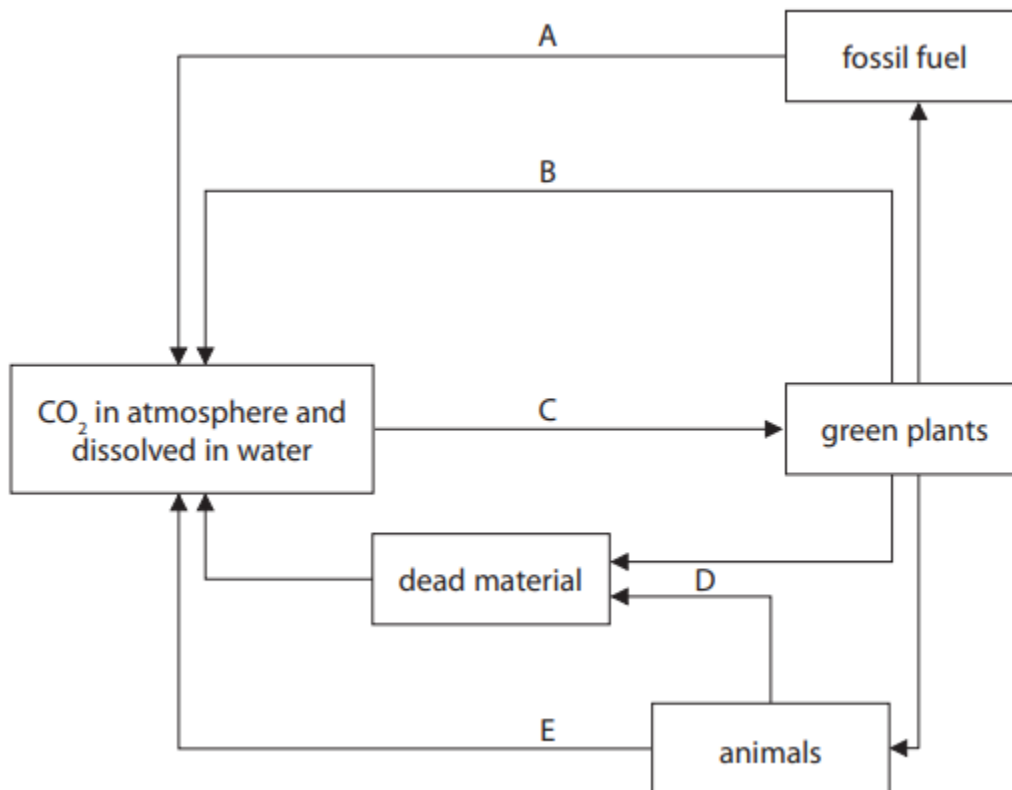 A
fossil fuel
B
CO₂ in atmosphere and
dissolved in water
C
green plants
dead material
D
E
animals